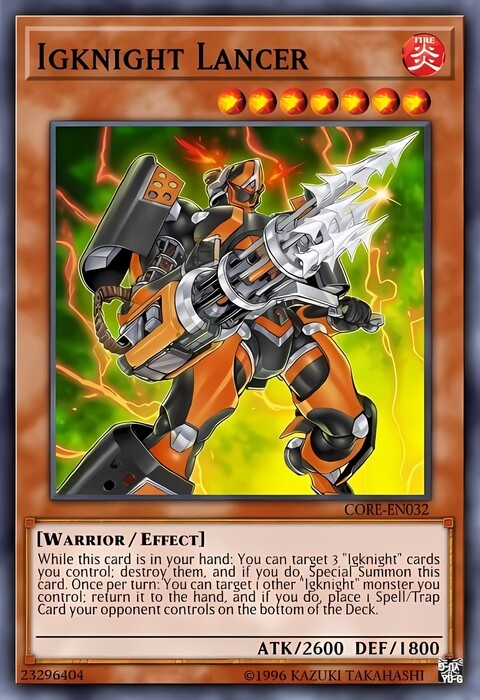 Igknight Lancer
FIRE
炎
CORE-EN032
[Warrior / Effect]
While this card is in your hand: You can target 3 "Igknight" cards
you control; destroy them, and if you do, Special Summon this
card. Once per turn: You can target 1 other "Igknight" monster you
control; return it to the hand, and if you do, place 1 Spell/Trap
Card your opponent controls on the bottom of the Deck.
ATK/2600 DEF/1800
23296404
©1996 KAZUKI TAKAHASHI